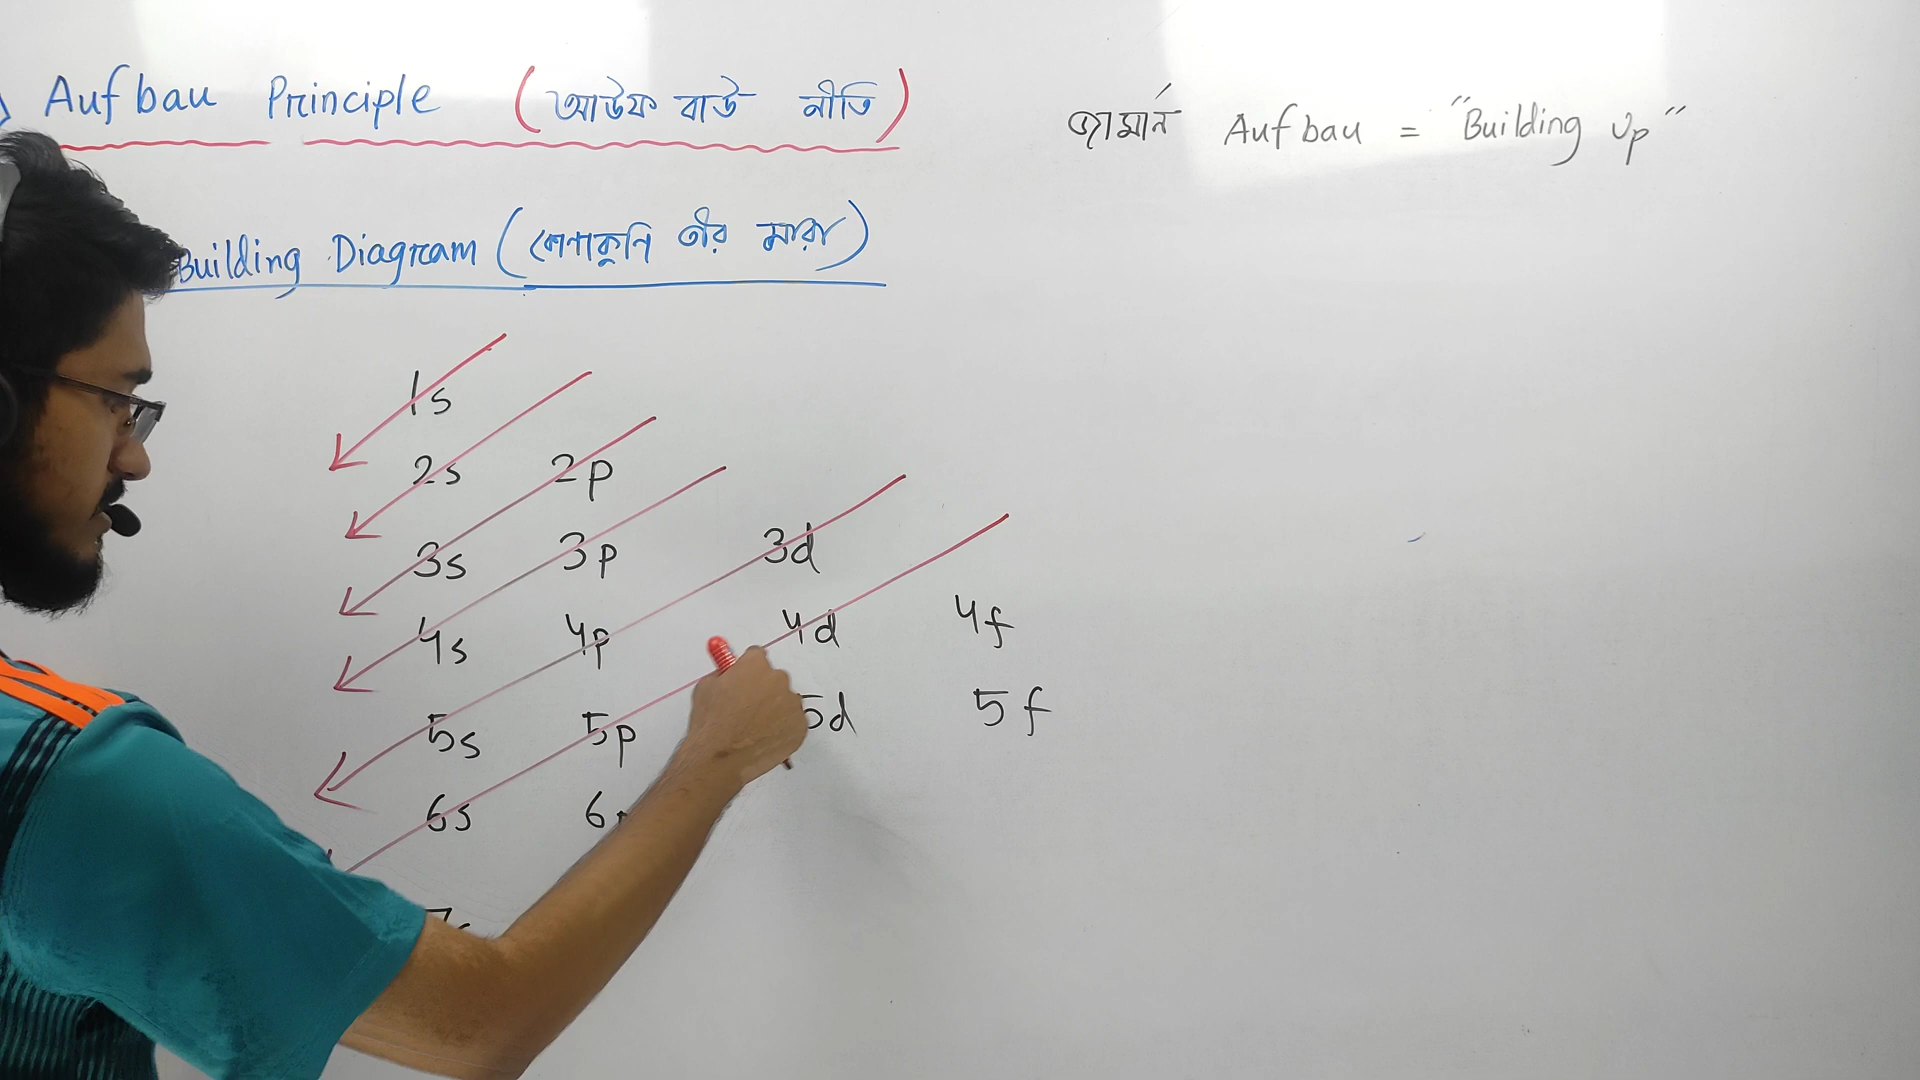 Aufbau Principle (আউফ বাউ নীতি)
জার্মান Aufbau = "Building Up"
Building Diagram (কোনাকুনি তীর মারা)
1s
2s 2p
3s 3p 3d
4s 4p 4d 4f
5s 5p 5d 5f
6s